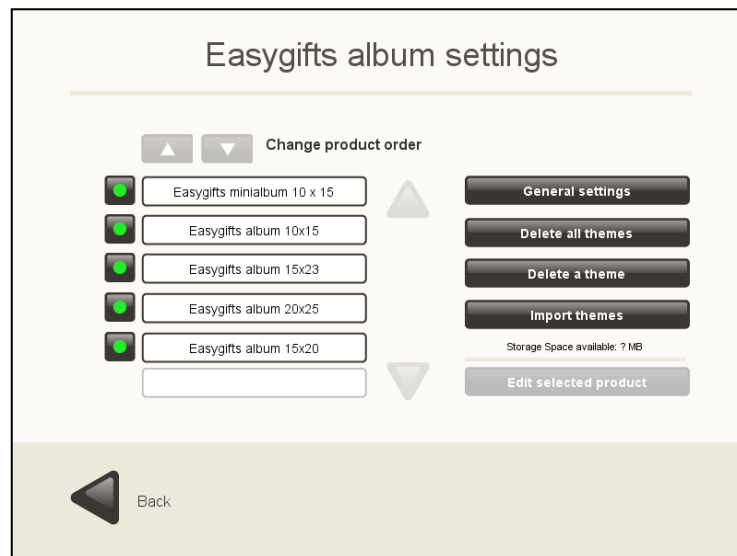 Easygifts album settings
Change product order
Easygifts minialbum 10 x 15
Easygifts album 10x15
Easygifts album 15x23
Easygifts album 20x25
Easygifts album 15x20
General settings
Delete all themes
Delete a theme
Import themes
Storage Space available: ? MB
Edit selected product
Back